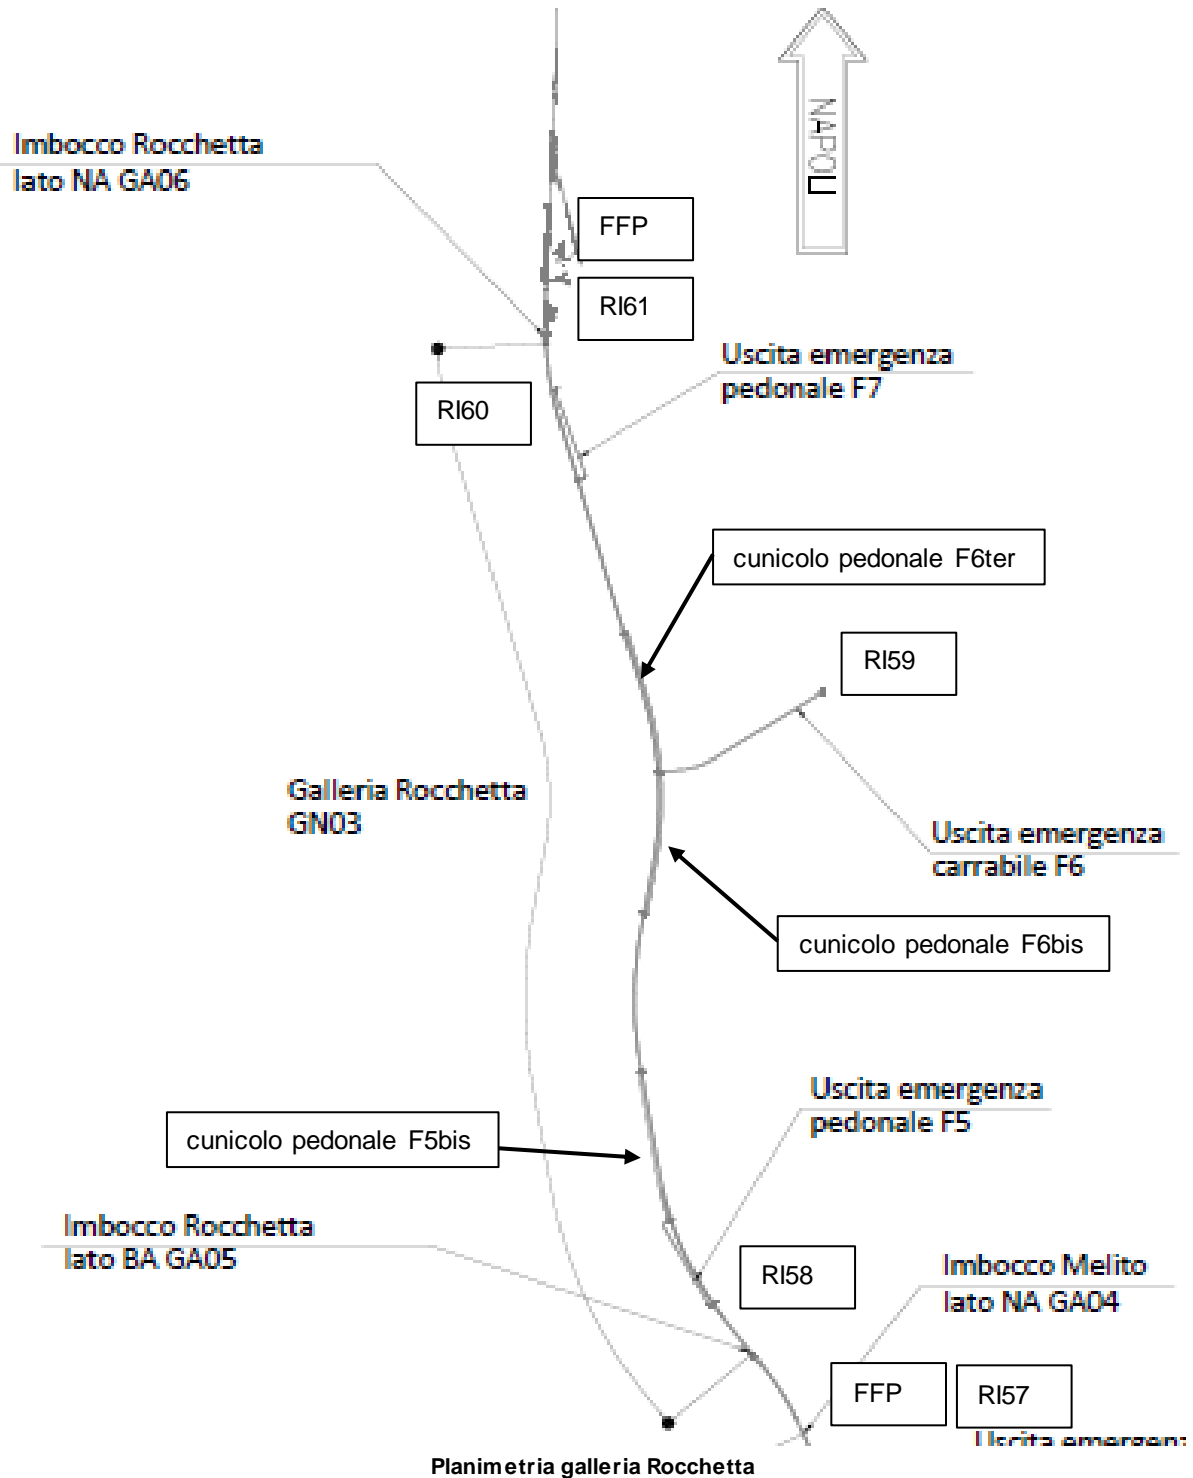 NAPOLI
Imbocco Rocchetta
lato NA GA06
FFP
RI61
Uscita emergenza
pedonale F7
RI60
cunicolo pedonale F6ter
RI59
Galleria Rocchetta
GN03
Uscita emergenza
carrabile F6
cunicolo pedonale F6bis
Uscita emergenza
pedonale F5
cunicolo pedonale F5bis
Imbocco Rocchetta
lato BA GA05
RI58
Imbocco Melito
lato NA GA04
FFP
RI57
Uscita emergenz
Planimetria galleria Rocchetta